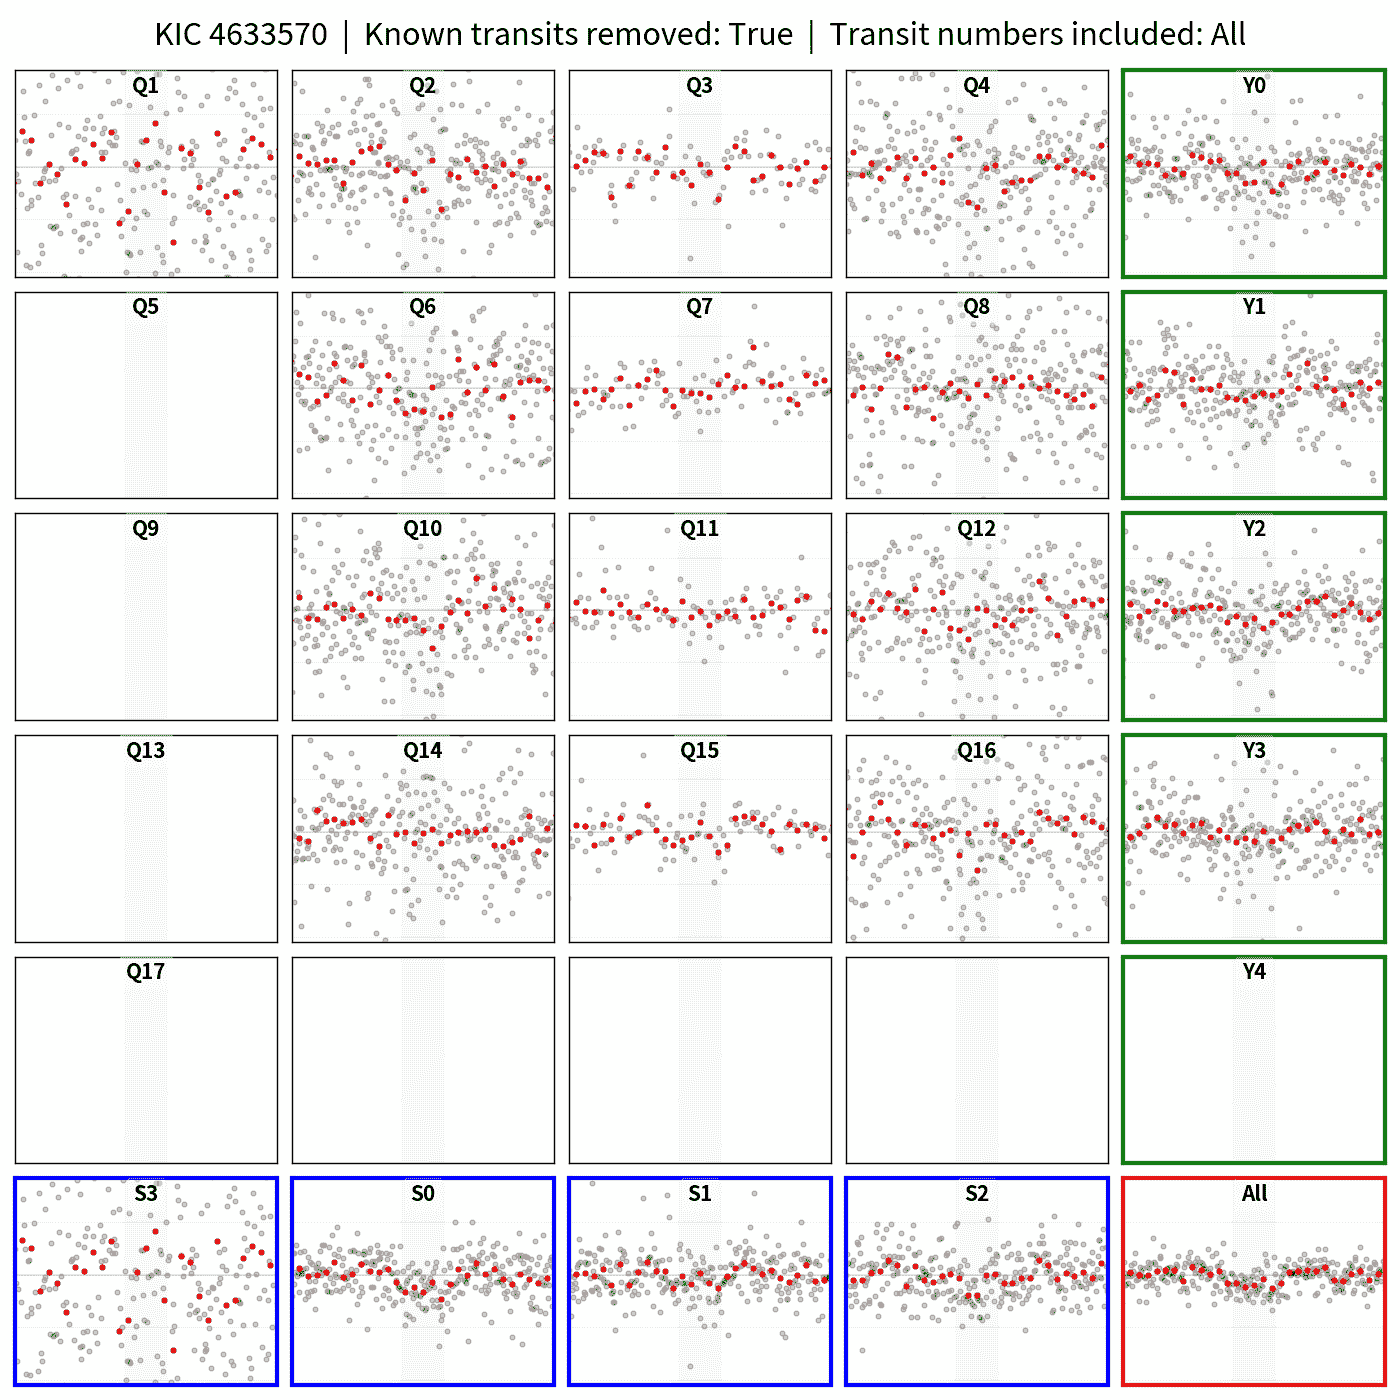 KIC 4633570 | Known transits removed: True | Transit numbers included: All
Q1 Q2 Q3 Q4 Y0
Q5 Q6 Q7 Q8 Y1
Q9 Q10 Q11 Q12 Y2
Q13 Q14 Q15 Q16 Y3
Q17 Y4
S3 S0 S1 S2 All